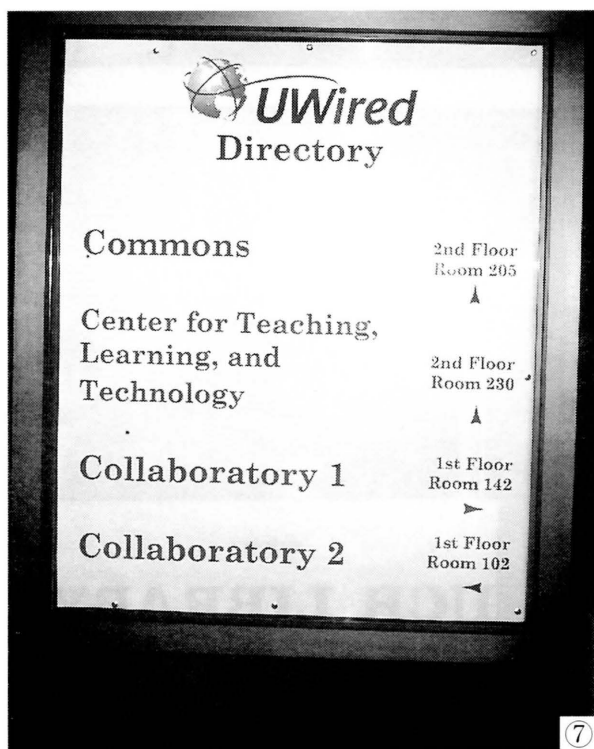 UWired
Directory
Commons
2nd Floor
Room 205
Center for Teaching,
Learning, and
Technology
2nd Floor
Room 230
Collaboratory 1
1st Floor
Room 142
Collaboratory 2
1st Floor
Room 102
⑦